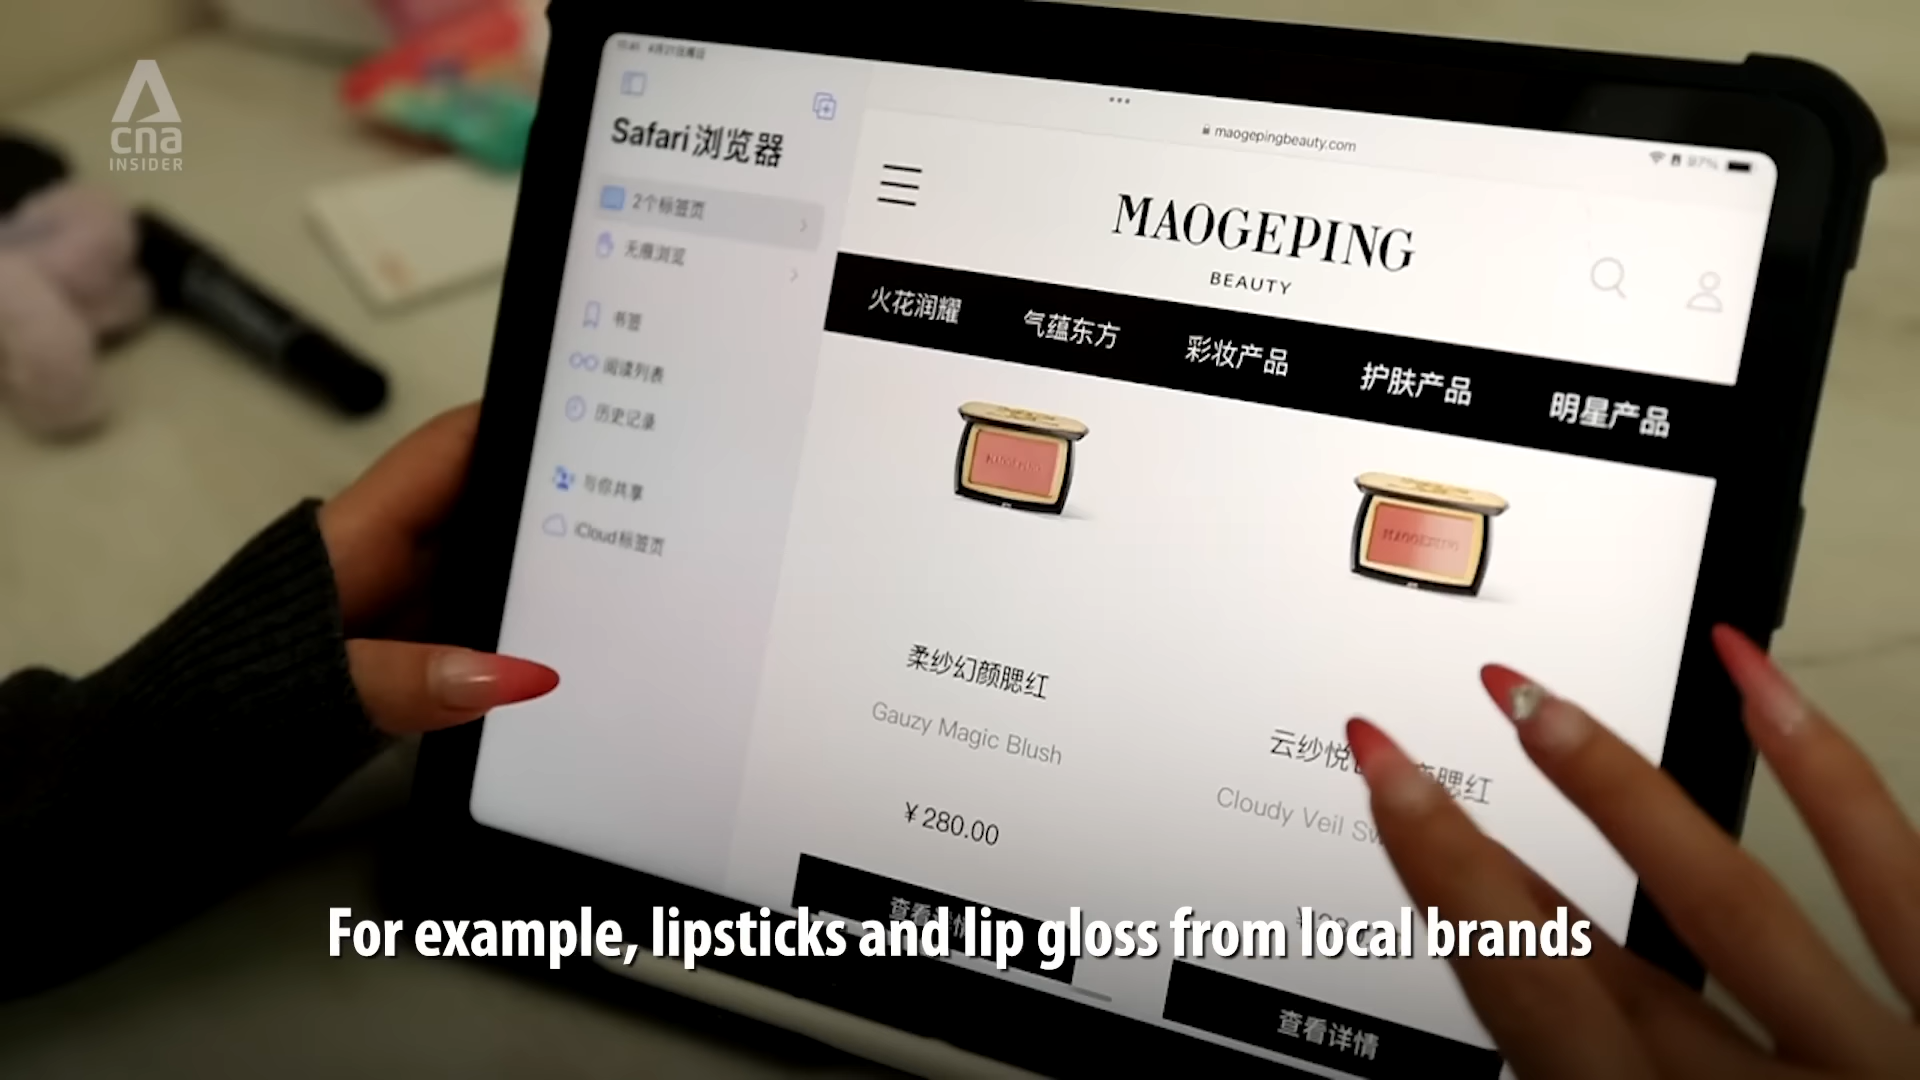 cna
INSIDER
Safari浏览器
2个标签页
无痕浏览
书签
阅读列表
历史记录
与你共享
iCloud标签页
maogepingbeauty.com
97%
MAOGEPING
BEAUTY
火花润耀 气蕴东方 彩妆产品 护肤产品 明星产品
MAOGEPING
MAOGEPING
柔纱幻颜腮红
Gauzy Magic Blush
¥280.00
云纱悦 腮红
Cloudy Veil
查看详情
For example, lipsticks and lip gloss from local brands